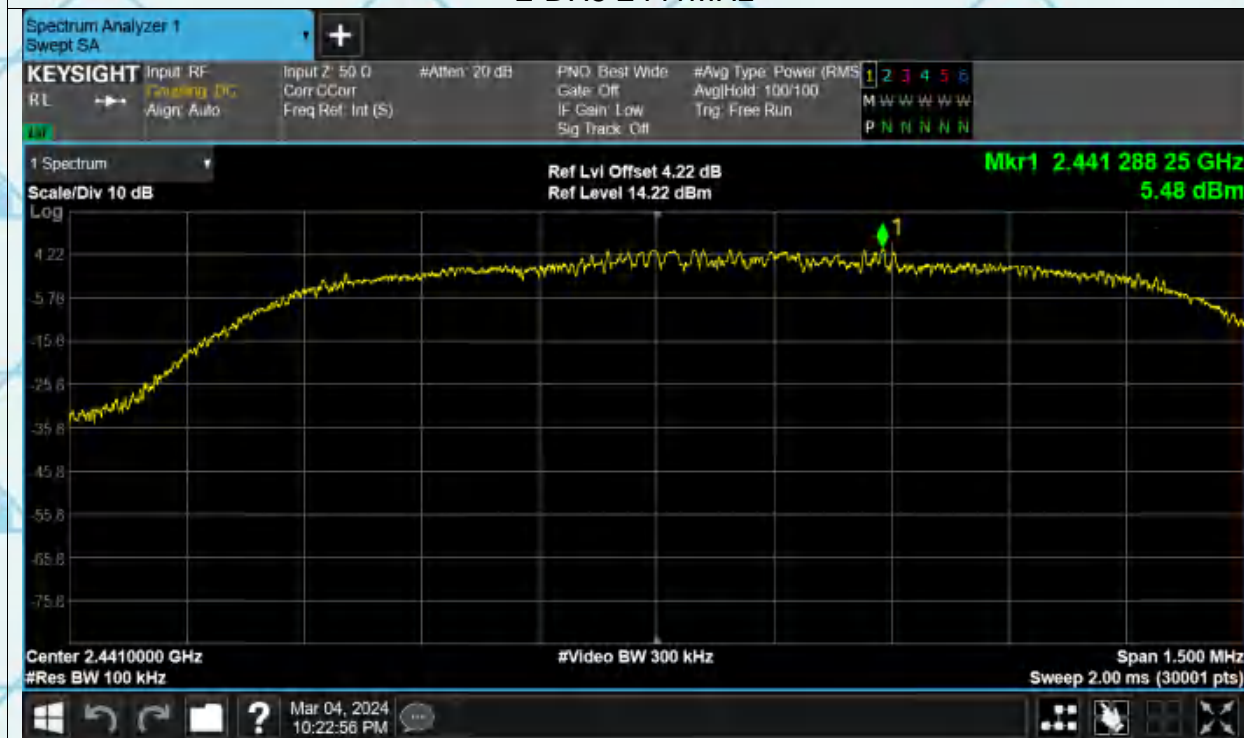 Spectrum Analyzer 1
Swept SA
+
KEYSIGHT Input: RF Input Z: 50 Ω #Atten: 20 dB PNO: Best Wide #Avg Type: Power (RMS 1 2 3 4 5 6
RL Coupling: DC Corr CCorr Gate: Off Avg|Hold: 100/100 M W W W W W
Align: Auto Freq Ref: Int (S) IF Gain: Low Trig: Free Run
Sig Track: Off P N N N N N
1 Spectrum
Ref Lvl Offset 4.22 dB Mkr1 2.441 288 25 GHz
Scale/Div 10 dB Ref Level 14.22 dBm 5.48 dBm
Log
1
4.22
-5.78
-15.8
-25.8
-35.8
-45.8
-55.8
-65.8
-75.8
Center 2.4410000 GHz #Video BW 300 kHz Span 1.500 MHz
#Res BW 100 kHz Sweep 2.00 ms (30001 pts)
? Mar 04, 2024
10:22:56 PM